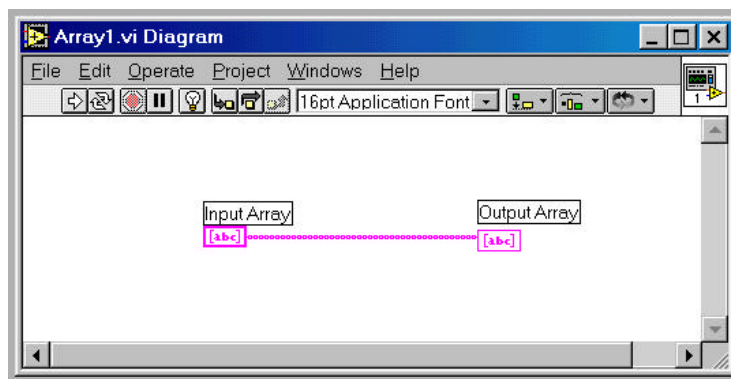 Array1.vi Diagram
File Edit Operate Project Windows Help
16pt Application Font
1
Input Array
Output Array
[abc]
[abc]